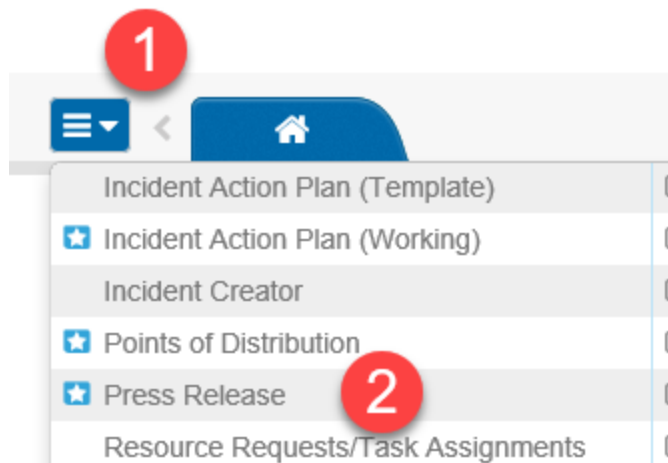 1
Incident Action Plan (Template)
Incident Action Plan (Working)
Incident Creator
Points of Distribution
Press Release
2
Resource Requests/Task Assignments